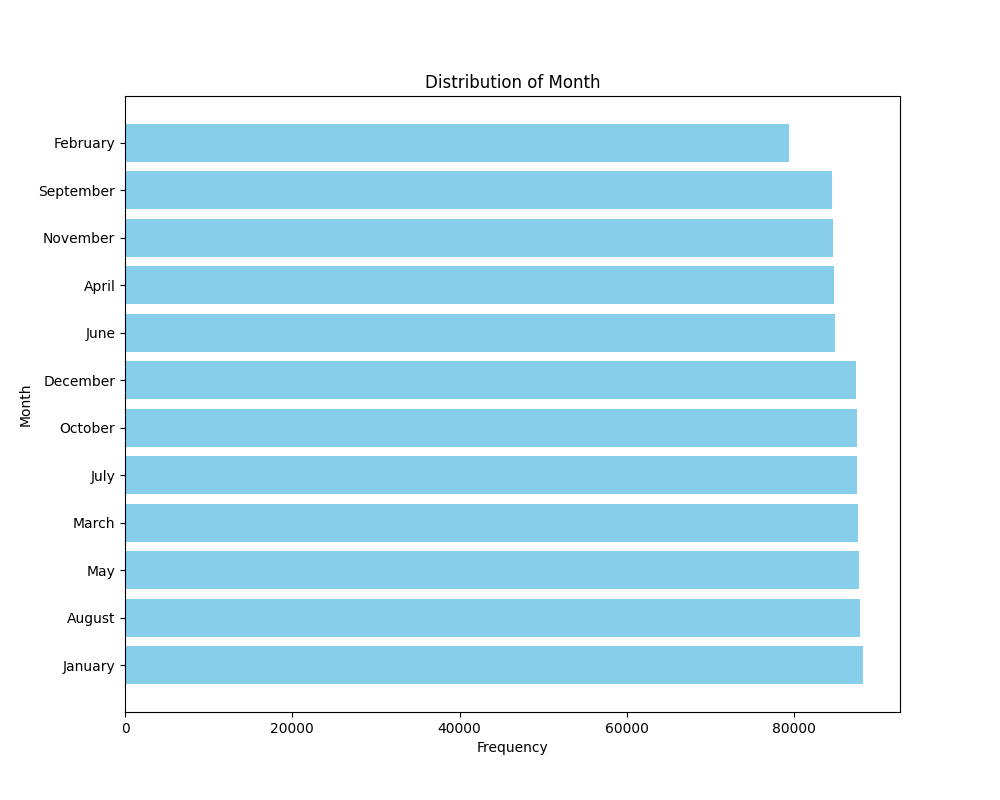 Distribution of Month
February
September
November
April
June
December
October
July
March
May
August
January
Month
0 20000 40000 60000 80000
Frequency